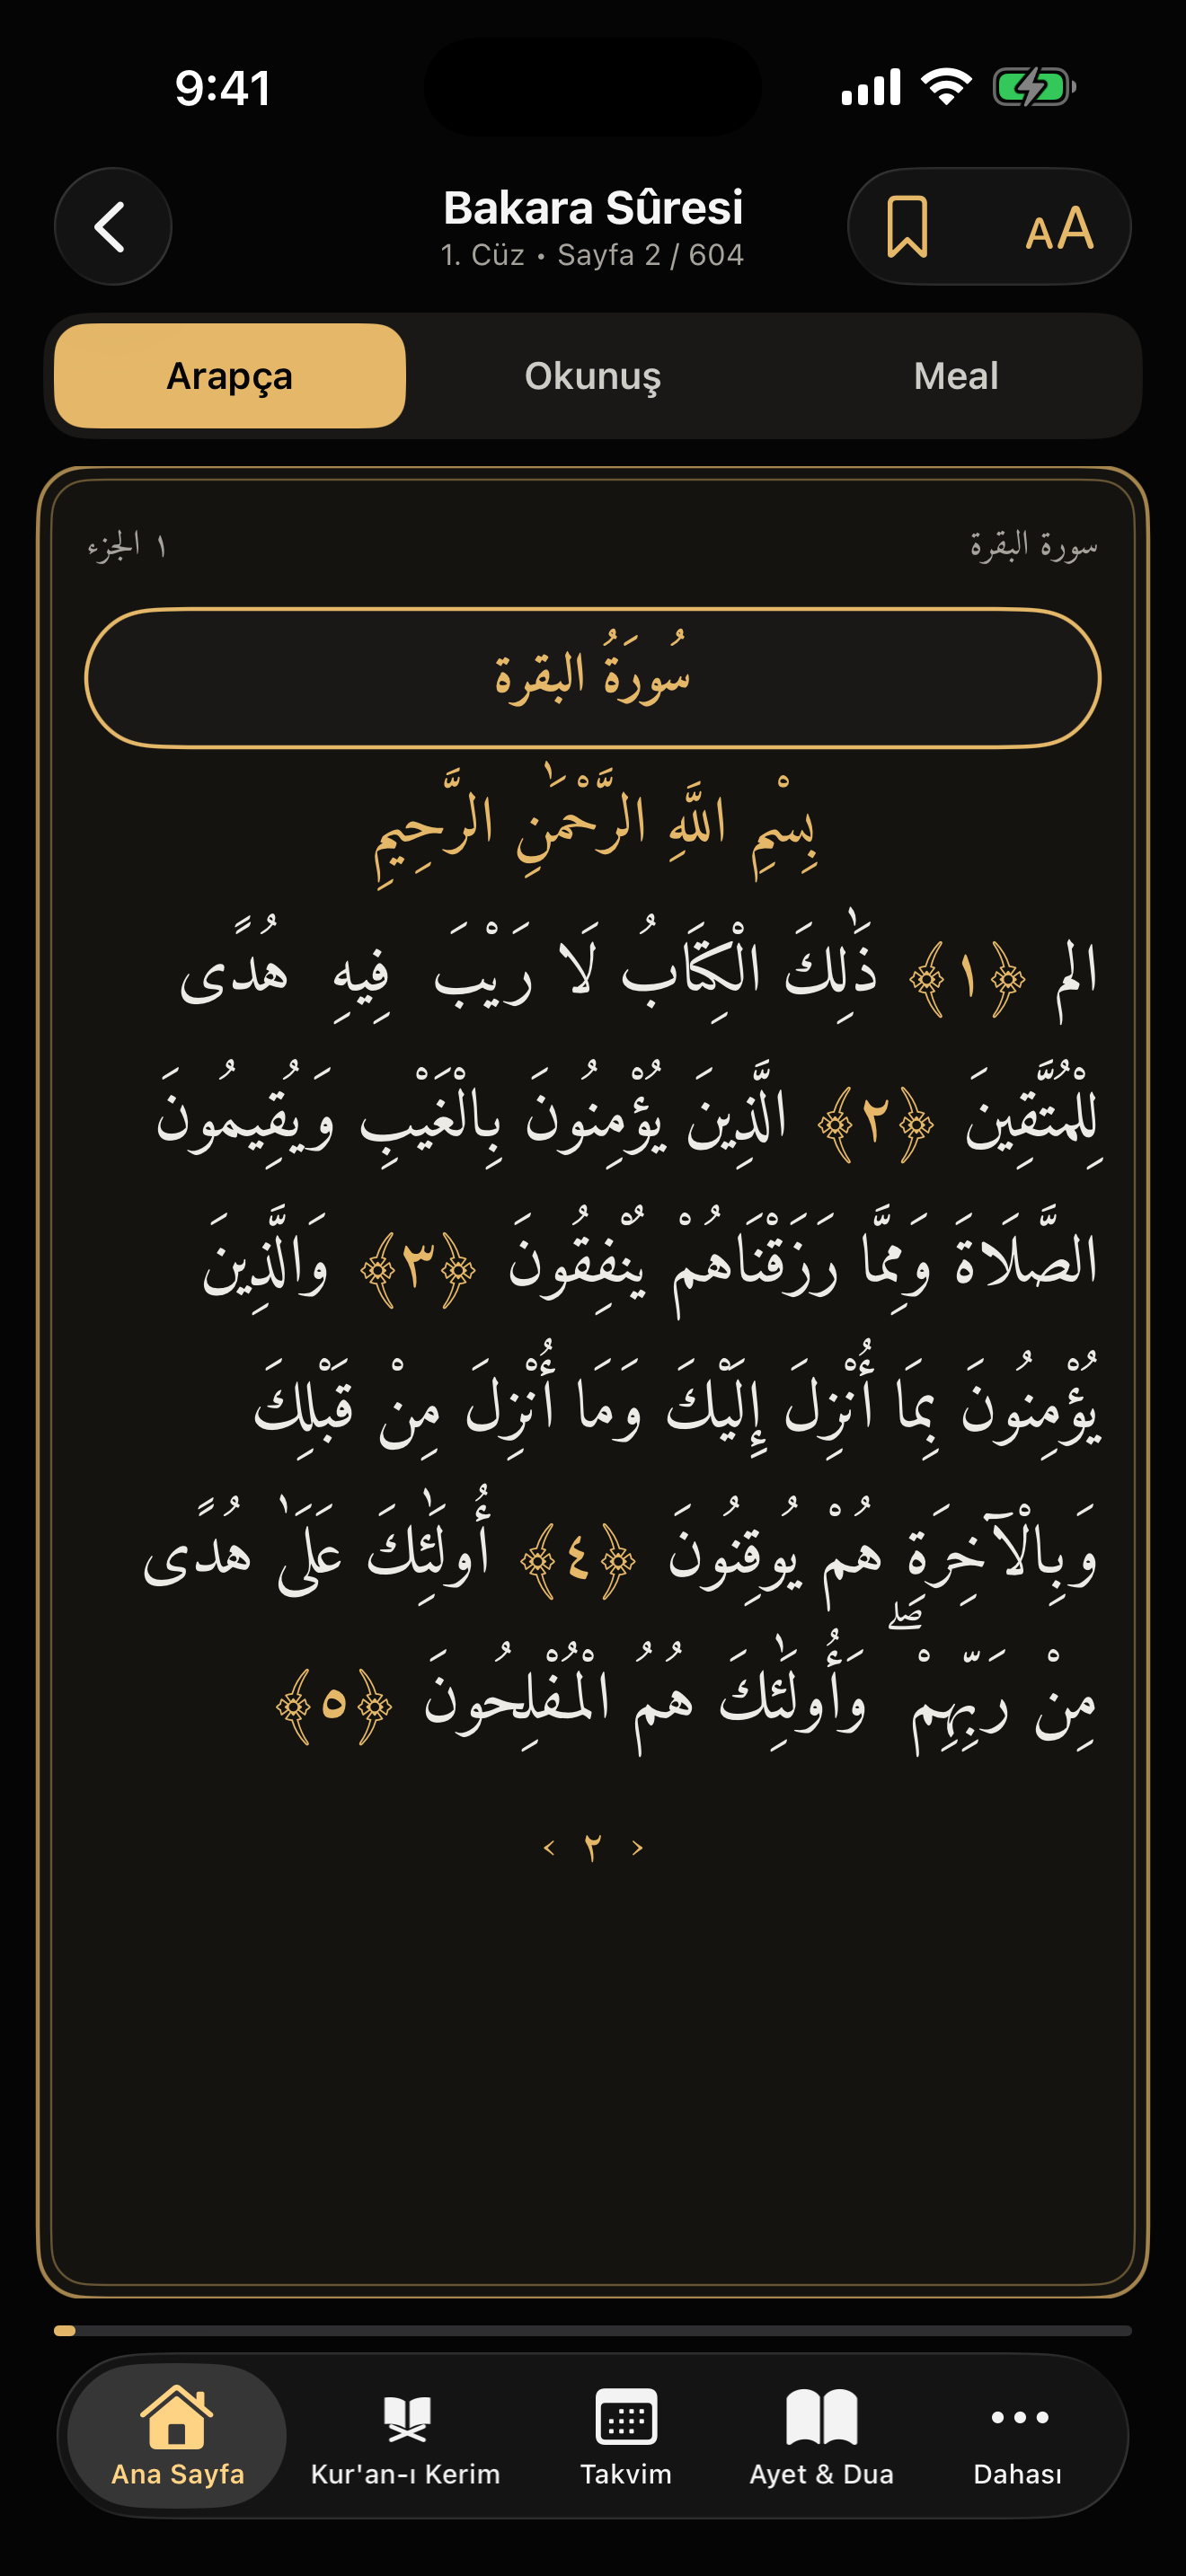 9:41
Bakara Sûresi
1. Cüz • Sayfa 2 / 604
AA
Arapça
Okunuş
Meal
سورة البقرة
١ الجزء
سُورَةُ البقرة
بِسْمِ اللَّهِ الرَّحْمَٰنِ الرَّحِيمِ
الم ﴿١﴾ ذَٰلِكَ الْكِتَابُ لَا رَيْبَ فِيهِ هُدًى
لِلْمُتَّقِينَ ﴿٢﴾ الَّذِينَ يُؤْمِنُونَ بِالْغَيْبِ وَيُقِيمُونَ
الصَّلَاةَ وَمِمَّا رَزَقْنَاهُمْ يُنْفِقُونَ ﴿٣﴾ وَالَّذِينَ
يُؤْمِنُونَ بِمَا أُنْزِلَ إِلَيْكَ وَمَا أُنْزِلَ مِنْ قَبْلِكَ
وَبِالْآخِرَةِ هُمْ يُوقِنُونَ ﴿٤﴾ أُولَٰئِكَ عَلَىٰ هُدًى
مِنْ رَبِّهِمْ ۖ وَأُولَٰئِكَ هُمُ الْمُفْلِحُونَ ﴿٥﴾
‹ ٢ ›
Ana Sayfa
Kur'an-ı Kerim
Takvim
Ayet & Dua
Dahası